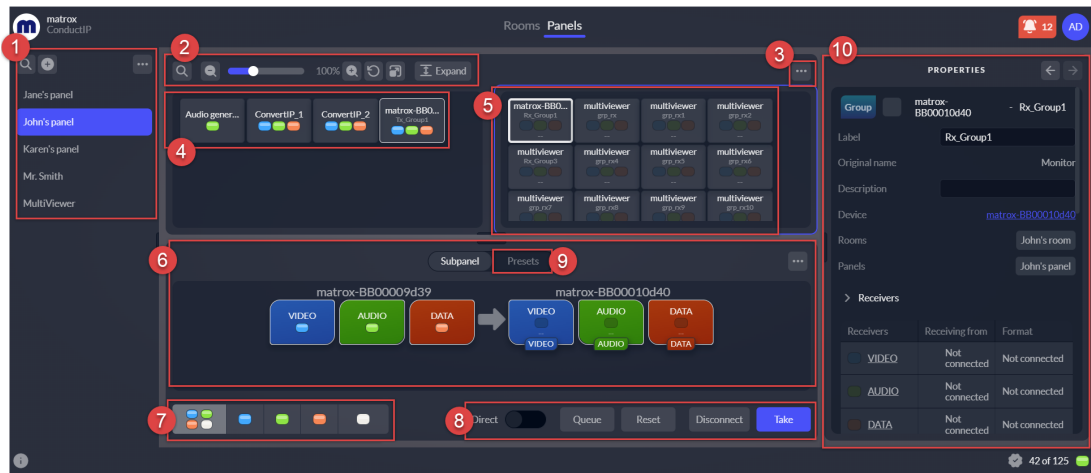 matrox
ConductIP
Rooms Panels
12
AD
1
Jane's panel
John's panel
Karen's panel
Mr. Smith
MultiViewer
2
100%
Expand
3
4
Audio gener...
ConvertIP_1
ConvertIP_2
matrox-BB0...
Tx_Group1
5
matrox-BB0...
Rx_Group1
...
multiviewer
grp_rx
...
multiviewer
grp_rx1
...
multiviewer
grp_rx2
...
multiviewer
Rx_Group3
...
multiviewer
grp_rx4
...
multiviewer
grp_rx5
...
multiviewer
grp_rx6
...
multiviewer
grp_rx7
multiviewer
grp_rx8
multiviewer
grp_rx9
multiviewer
grp_rx10
6
Subpanel
Presets
9
matrox-BB00009d39
VIDEO
AUDIO
DATA
matrox-BB00010d40
VIDEO
...
VIDEO
AUDIO
...
AUDIO
DATA
...
DATA
7
8
Direct
Queue
Reset
Disconnect
Take
10
PROPERTIES
Group
matrox-
BB00010d40
- Rx_Group1
Label
Rx_Group1
Original name
Monitor
Description
Device
matrox-BB00010d40
Rooms
John's room
Panels
John's panel
Receivers
Receivers Receiving from Format
VIDEO Not connected Not connected
AUDIO Not connected Not connected
DATA Not connected Not connected
42 of 125